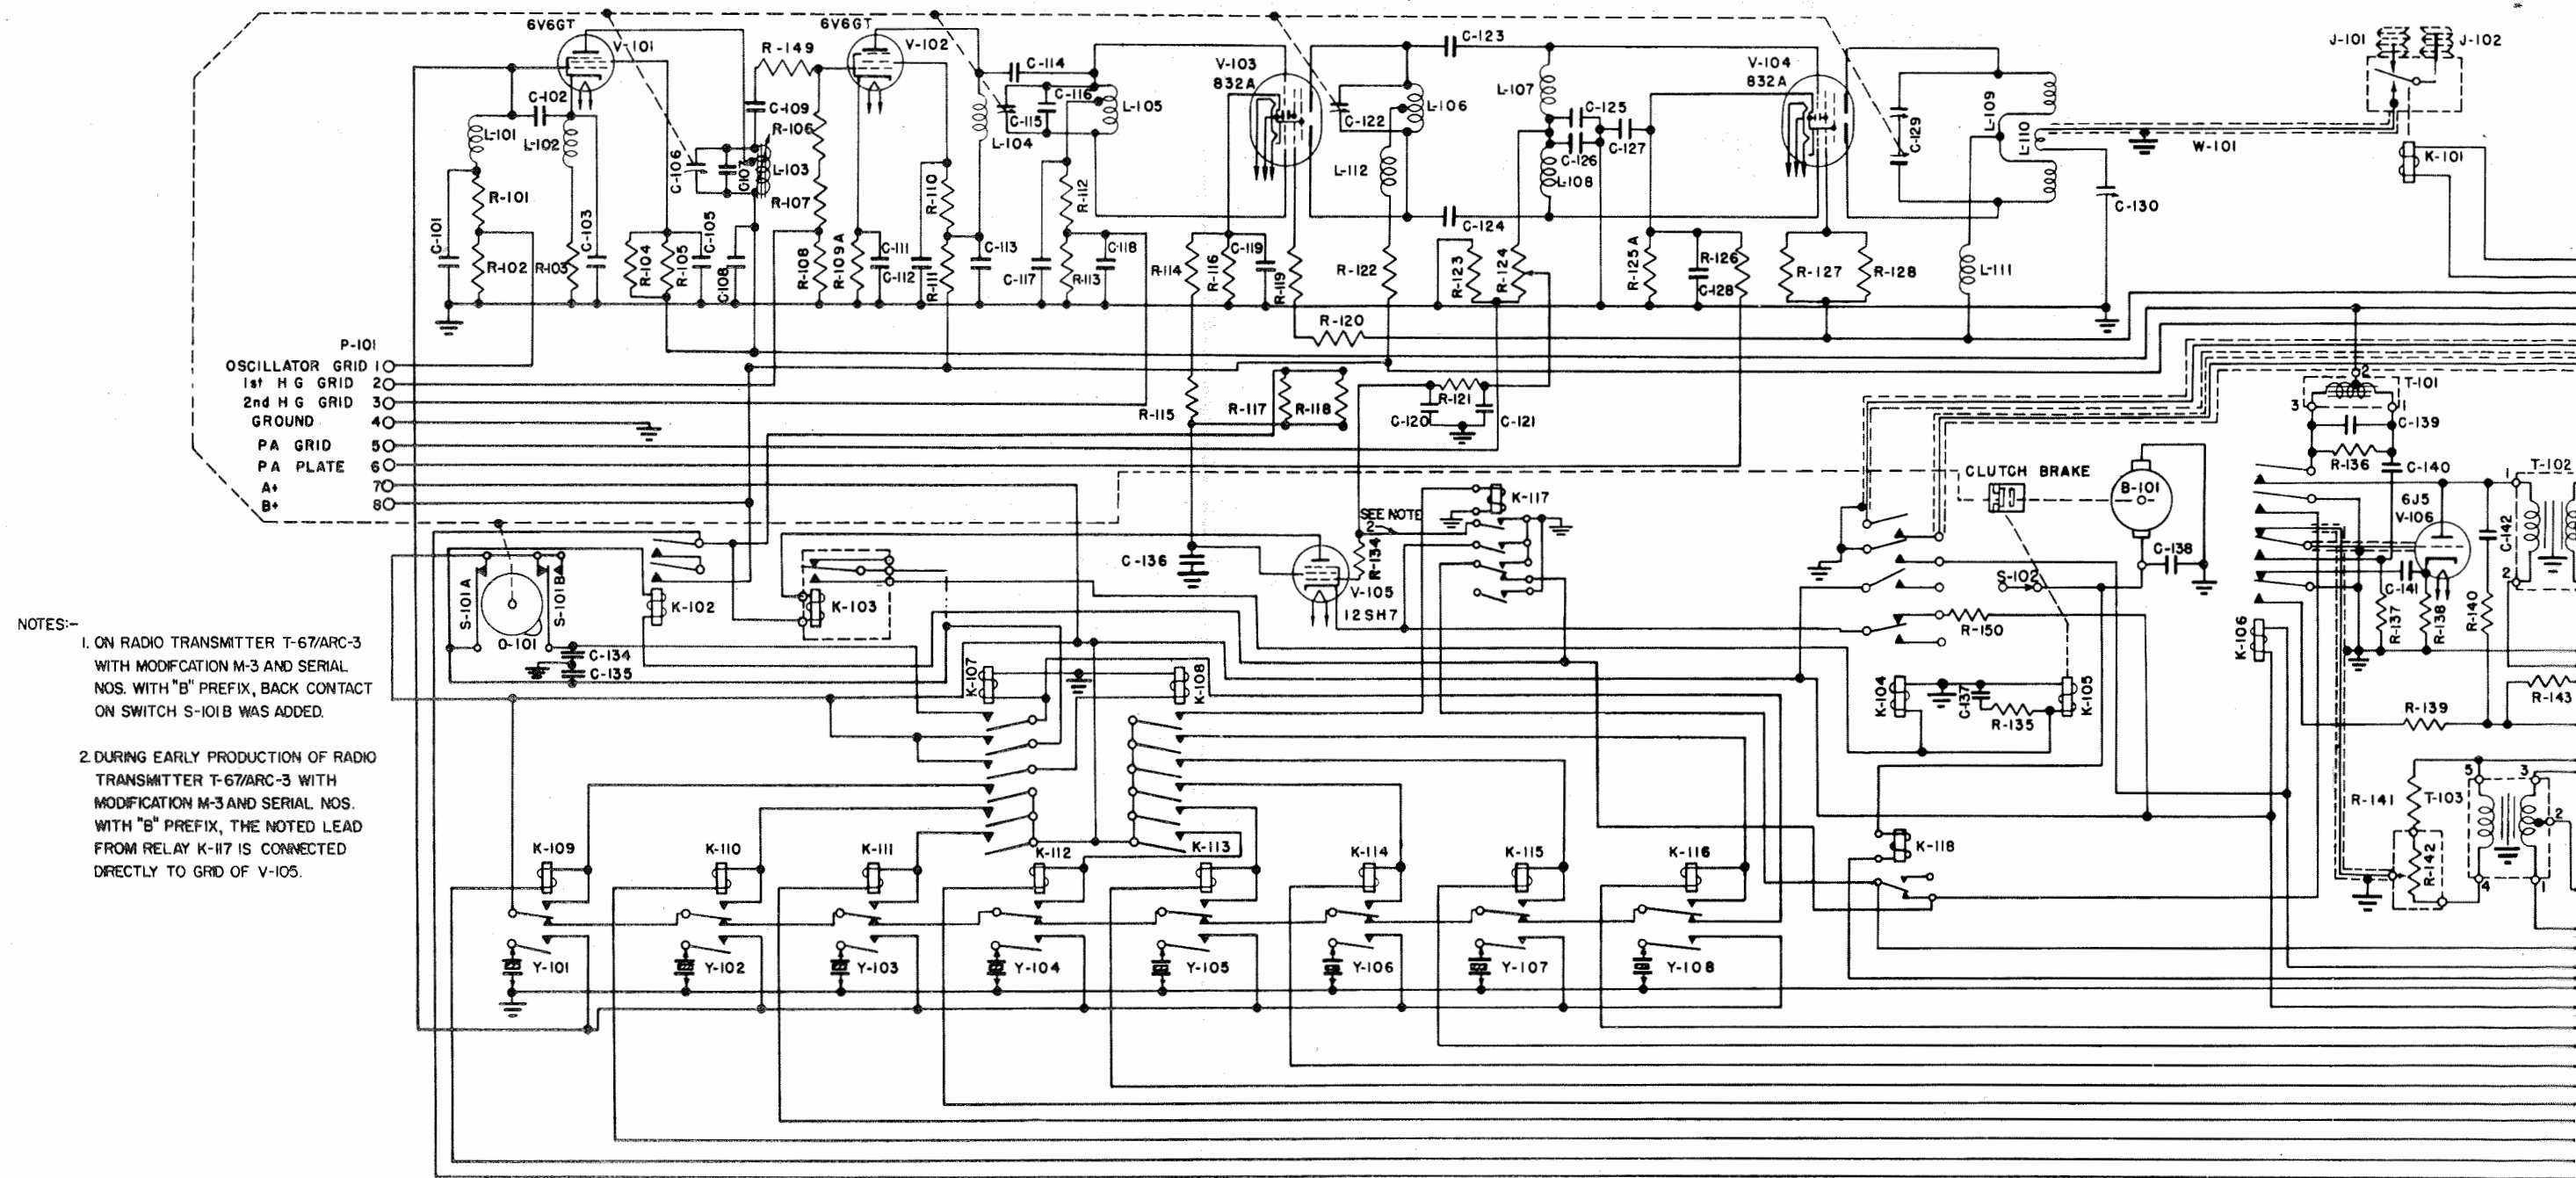 6V6GT
V-101
R-149
6V6GT
V-102
C-114
C-116
C-115
L-105
L-104
V-103
832A
C-123
C-122
L-106
L-107
C-125
C-126
C-127
L-112
L-108
C-124
V-104
832A
C-129
L-109
L-110
W-101
J-101
J-102
K-101
C-130
C-102
L-101
L-102
C-109
R-106
C-106
C-107
L-103
R-107
R-101
R-102
R-103
C-101
C-103
R-104
R-105
C-105
C-108
R-108
R-109A
C-111
C-112
R-110
R-111
C-113
R-112
C-117
R-113
C-118
R-114
R-116
C-119
R-119
R-122
R-123
R-124
R-125A
R-126
C-128
R-127
R-128
L-111
R-120
P-101
OSCILLATOR GRID 1
1st H G GRID 2
2nd H G GRID 3
GROUND 4
PA GRID 5
PA PLATE 6
A+ 7
B+ 8
R-115
R-117
R-118
R-121
C-120
C-121
2
T-101
3
1
C-139
R-136
C-140
CLUTCH BRAKE
B-101
6J5
V-106
T-102
1
C-142
2
K-117
SEE NOTE
2
R-134
C-136
V-105
12SH7
C-138
S-102
R-150
C-141
R-137
R-138
R-140
K-106
S-101A
S-101B
O-101
K-102
K-103
C-134
C-135
K-107
K-108
K-104
C-137
R-135
K-105
R-139
R-143
NOTES:-
1. ON RADIO TRANSMITTER T-67/ARC-3
WITH MODIFCATION M-3 AND SERIAL
NOS. WITH "B" PREFIX, BACK CONTACT
ON SWITCH S-101B WAS ADDED.
2. DURING EARLY PRODUCTION OF RADIO
TRANSMITTER T-67/ARC-3 WITH
MODIFICATION M-3 AND SERIAL NOS.
WITH "B" PREFIX, THE NOTED LEAD
FROM RELAY K-117 IS CONNECTED
DIRECTLY TO GRID OF V-105.
R-141
T-103
5
3
2
R-142
4
1
K-118
K-109
K-110
K-111
K-112
K-113
K-114
K-115
K-116
Y-101
Y-102
Y-103
Y-104
Y-105
Y-106
Y-107
Y-108